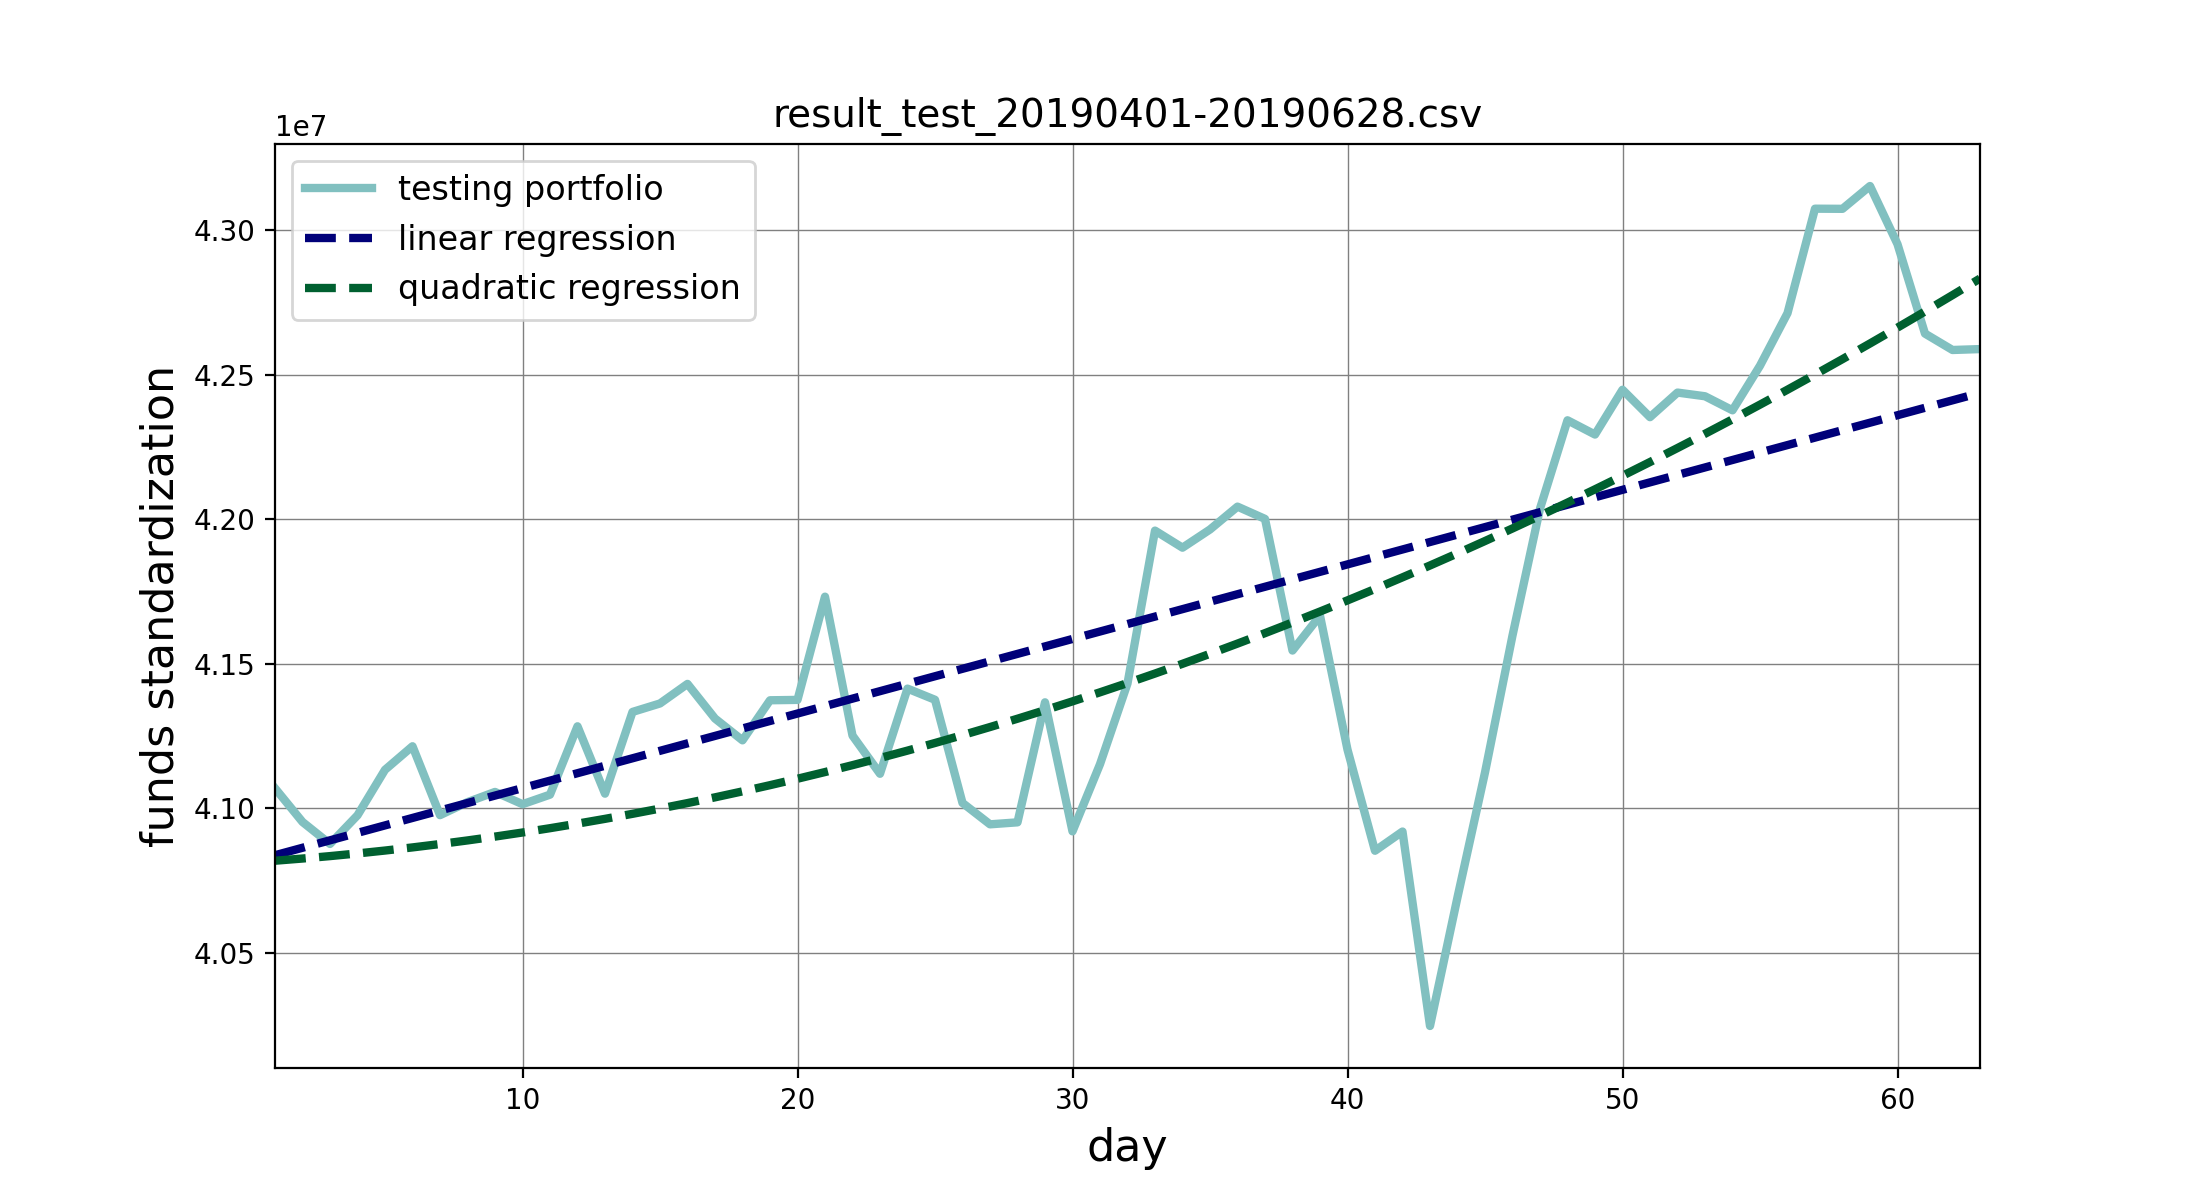 result_test_20190401-20190628.csv
1e7
testing portfolio
linear regression
quadratic regression
4.30
4.25
4.20
4.15
4.10
4.05
funds standardization
10 20 30 40 50 60
day